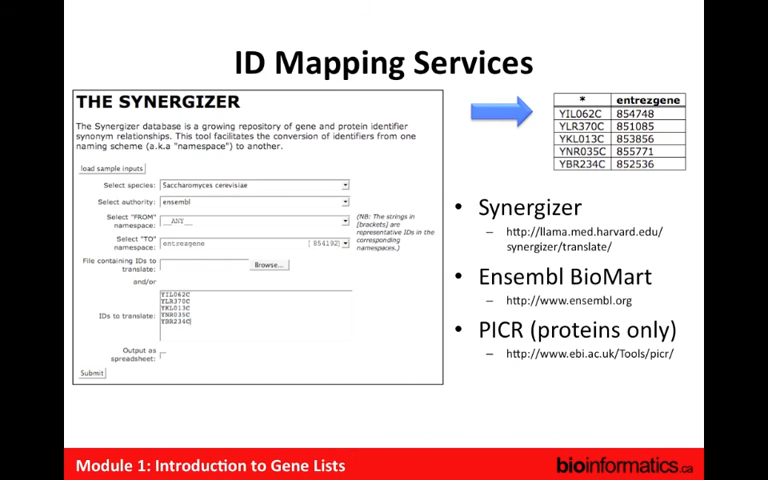 ID Mapping Services
THE SYNERGIZER
The Synergizer database is a growing repository of gene and protein identifier
synonym relationships. This tool facilitates the conversion of identifiers from one
naming scheme (a.k.a "namespace") to another.
load sample inputs
Select species: Saccharomyces cerevisiae
Select authority: ensembl
Select "FROM"
namespace: __ANY__
Select "TO"
namespace: entrezgene [ 854192]
(NB: The strings in
[brackets] are
representative IDs in the
corresponding
namespaces.)
File containing IDs to
translate: Browse...
and/or
IDs to translate:
YIL062C
YLR370C
YKL013C
YNR035C
YBR234C
Output as
spreadsheet:
Submit
* entrezgene
YIL062C 854748
YLR370C 851085
YKL013C 853856
YNR035C 855771
YBR234C 852536
• Synergizer
– http://llama.med.harvard.edu/
synergizer/translate/
• Ensembl BioMart
– http://www.ensembl.org
• PICR (proteins only)
– http://www.ebi.ac.uk/Tools/picr/
Module 1: Introduction to Gene Lists
bioinformatics.ca